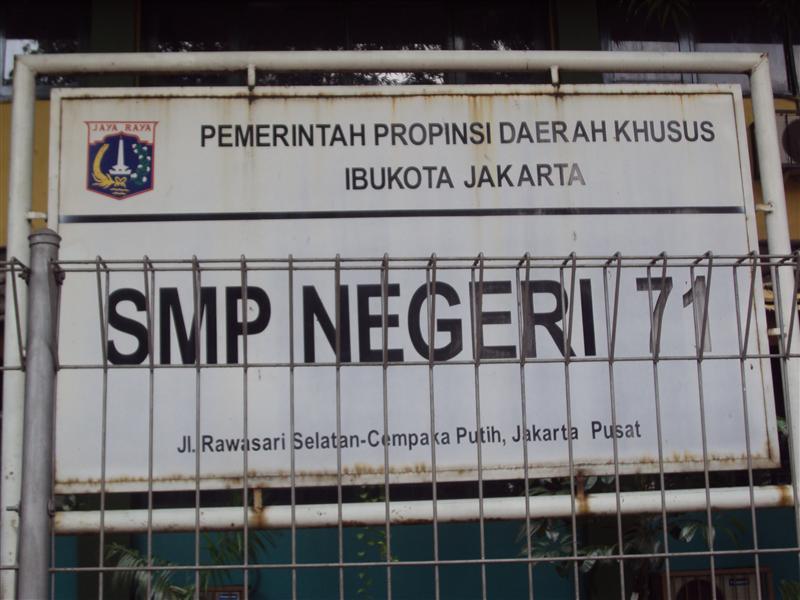 JAYA RAYA
PEMERINTAH PROPINSI DAERAH KHUSUS
IBUKOTA JAKARTA
SMP NEGERI 71
Jl. Rawasari Selatan-Cempaka Putih, Jakarta Pusat